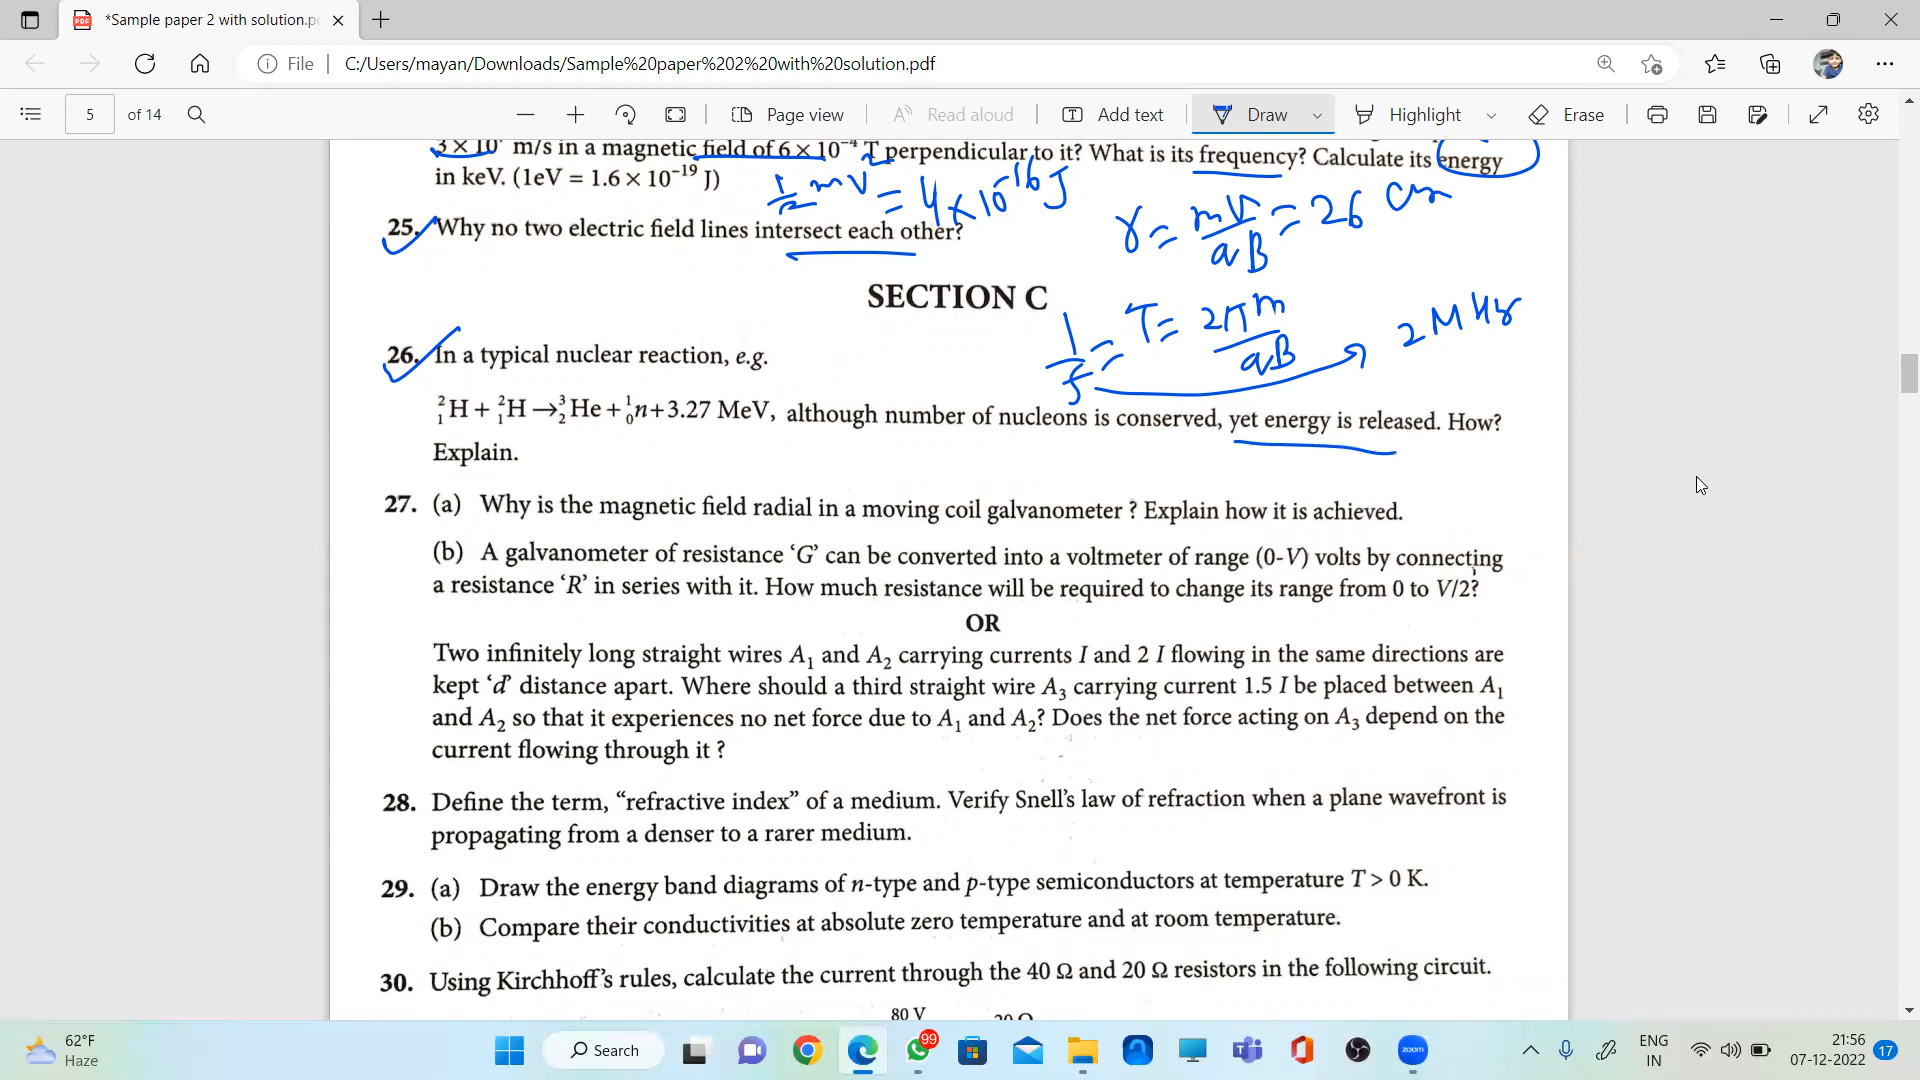 *Sample paper 2 with solution.p
File
C:/Users/mayan/Downloads/Sample%20paper%202%20with%20solution.pdf
5 of 14
Page view
Read aloud
Add text
Draw
Highlight
Erase
3 × 10⁷ m/s in a magnetic field of 6 × 10⁻⁴ T perpendicular to it? What is its frequency? Calculate its energy
in keV. (1eV = 1.6 × 10⁻¹⁹ J)
1/2 mv² = 4 × 10⁻¹⁶ J
r = mv/qB = 26 cm
25. Why no two electric field lines intersect each other?
SECTION C
1/f = T = 2πm/qB
2 MHz
26. In a typical nuclear reaction, e.g.
²₁H + ²₁H → ³₂He + ¹₀n + 3.27 MeV, although number of nucleons is conserved, yet energy is released. How?
Explain.
27. (a) Why is the magnetic field radial in a moving coil galvanometer ? Explain how it is achieved.
(b) A galvanometer of resistance ‘G’ can be converted into a voltmeter of range (0-V) volts by connecting
a resistance ‘R’ in series with it. How much resistance will be required to change its range from 0 to V/2?
OR
Two infinitely long straight wires A₁ and A₂ carrying currents I and 2 I flowing in the same directions are
kept ‘d’ distance apart. Where should a third straight wire A₃ carrying current 1.5 I be placed between A₁
and A₂ so that it experiences no net force due to A₁ and A₂? Does the net force acting on A₃ depend on the
current flowing through it ?
28. Define the term, “refractive index” of a medium. Verify Snell’s law of refraction when a plane wavefront is
propagating from a denser to a rarer medium.
29. (a) Draw the energy band diagrams of n-type and p-type semiconductors at temperature T > 0 K.
(b) Compare their conductivities at absolute zero temperature and at room temperature.
30. Using Kirchhoff’s rules, calculate the current through the 40 Ω and 20 Ω resistors in the following circuit.
80 V
20 Ω
62°F
Haze
Search
99
zoom
ENG
IN
21:56
07-12-2022
17